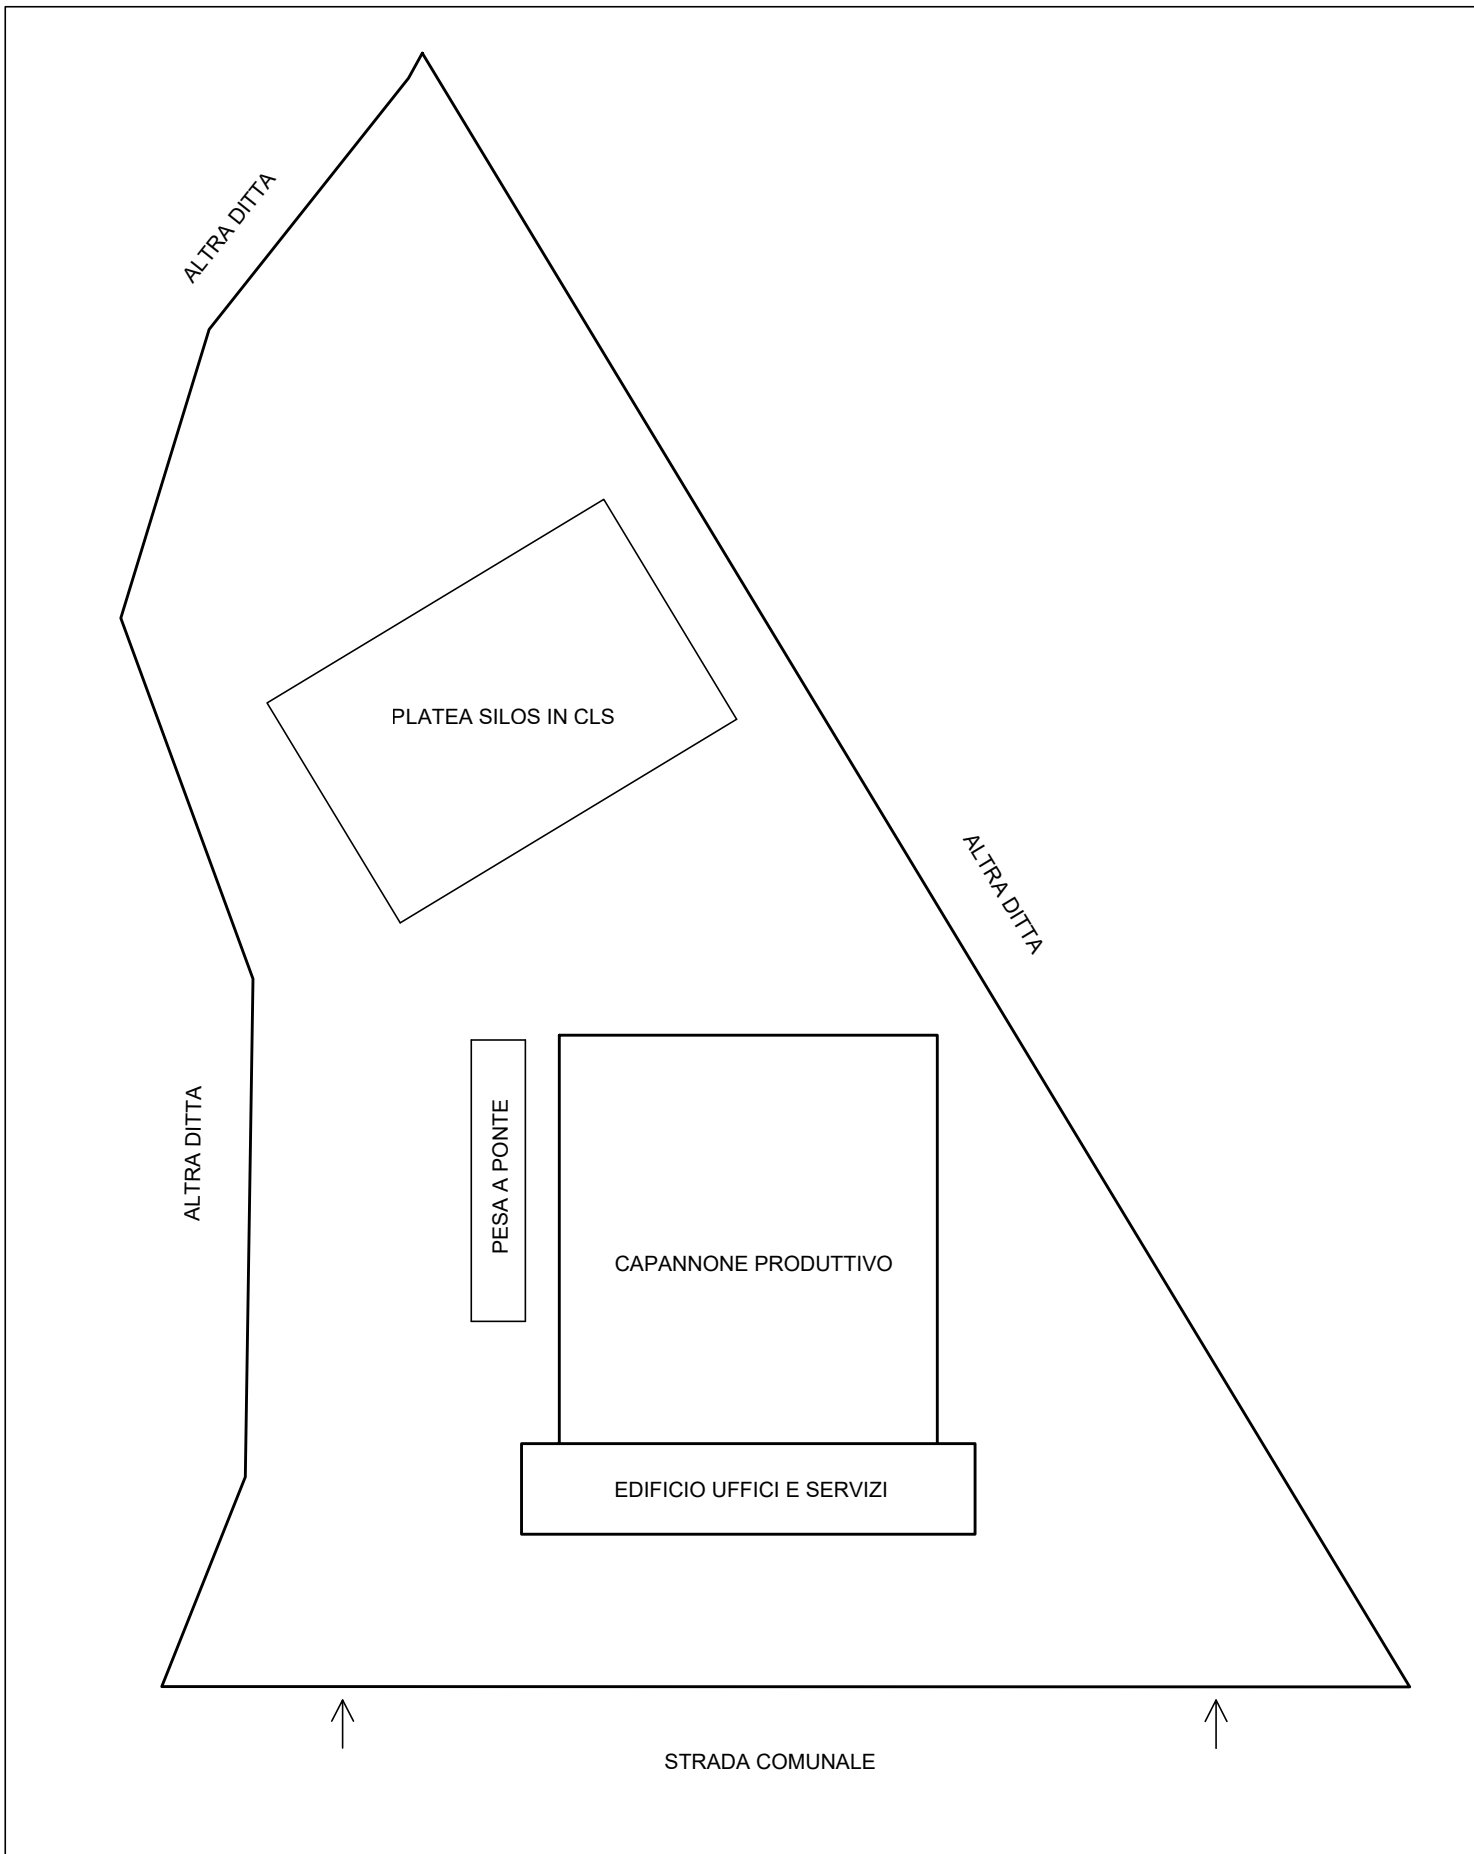 ALTRA DITTA
PLATEA SILOS IN CLS
ALTRA DITTA
ALTRA DITTA
PESA A PONTE
CAPANNONE PRODUTTIVO
EDIFICIO UFFICI E SERVIZI
STRADA COMUNALE